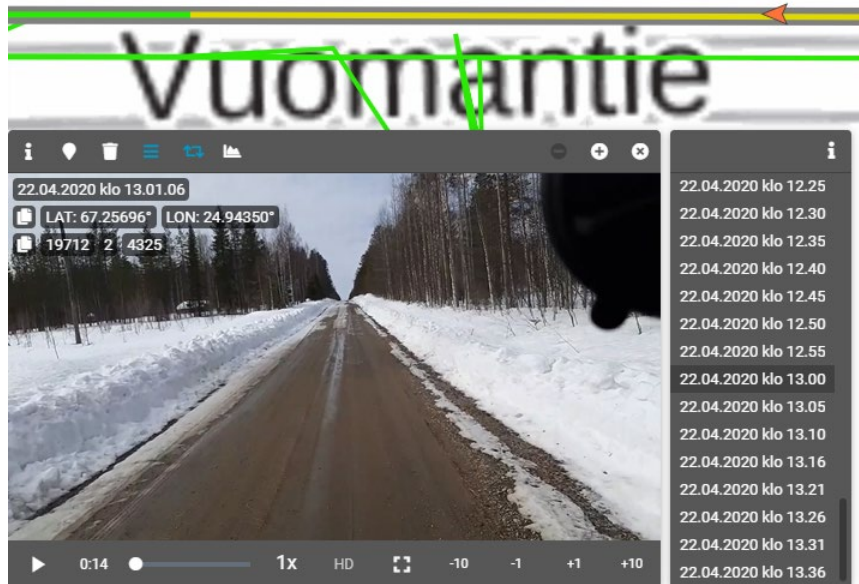 Vuomantie
22.04.2020 klo 13.01.06
LAT: 67.25696° LON: 24.94350°
19712 2 4325
0:14 1x HD -10 -1 +1 +10
22.04.2020 klo 12.25
22.04.2020 klo 12.30
22.04.2020 klo 12.35
22.04.2020 klo 12.40
22.04.2020 klo 12.45
22.04.2020 klo 12.50
22.04.2020 klo 12.55
22.04.2020 klo 13.00
22.04.2020 klo 13.05
22.04.2020 klo 13.10
22.04.2020 klo 13.16
22.04.2020 klo 13.21
22.04.2020 klo 13.26
22.04.2020 klo 13.31
22.04.2020 klo 13.36